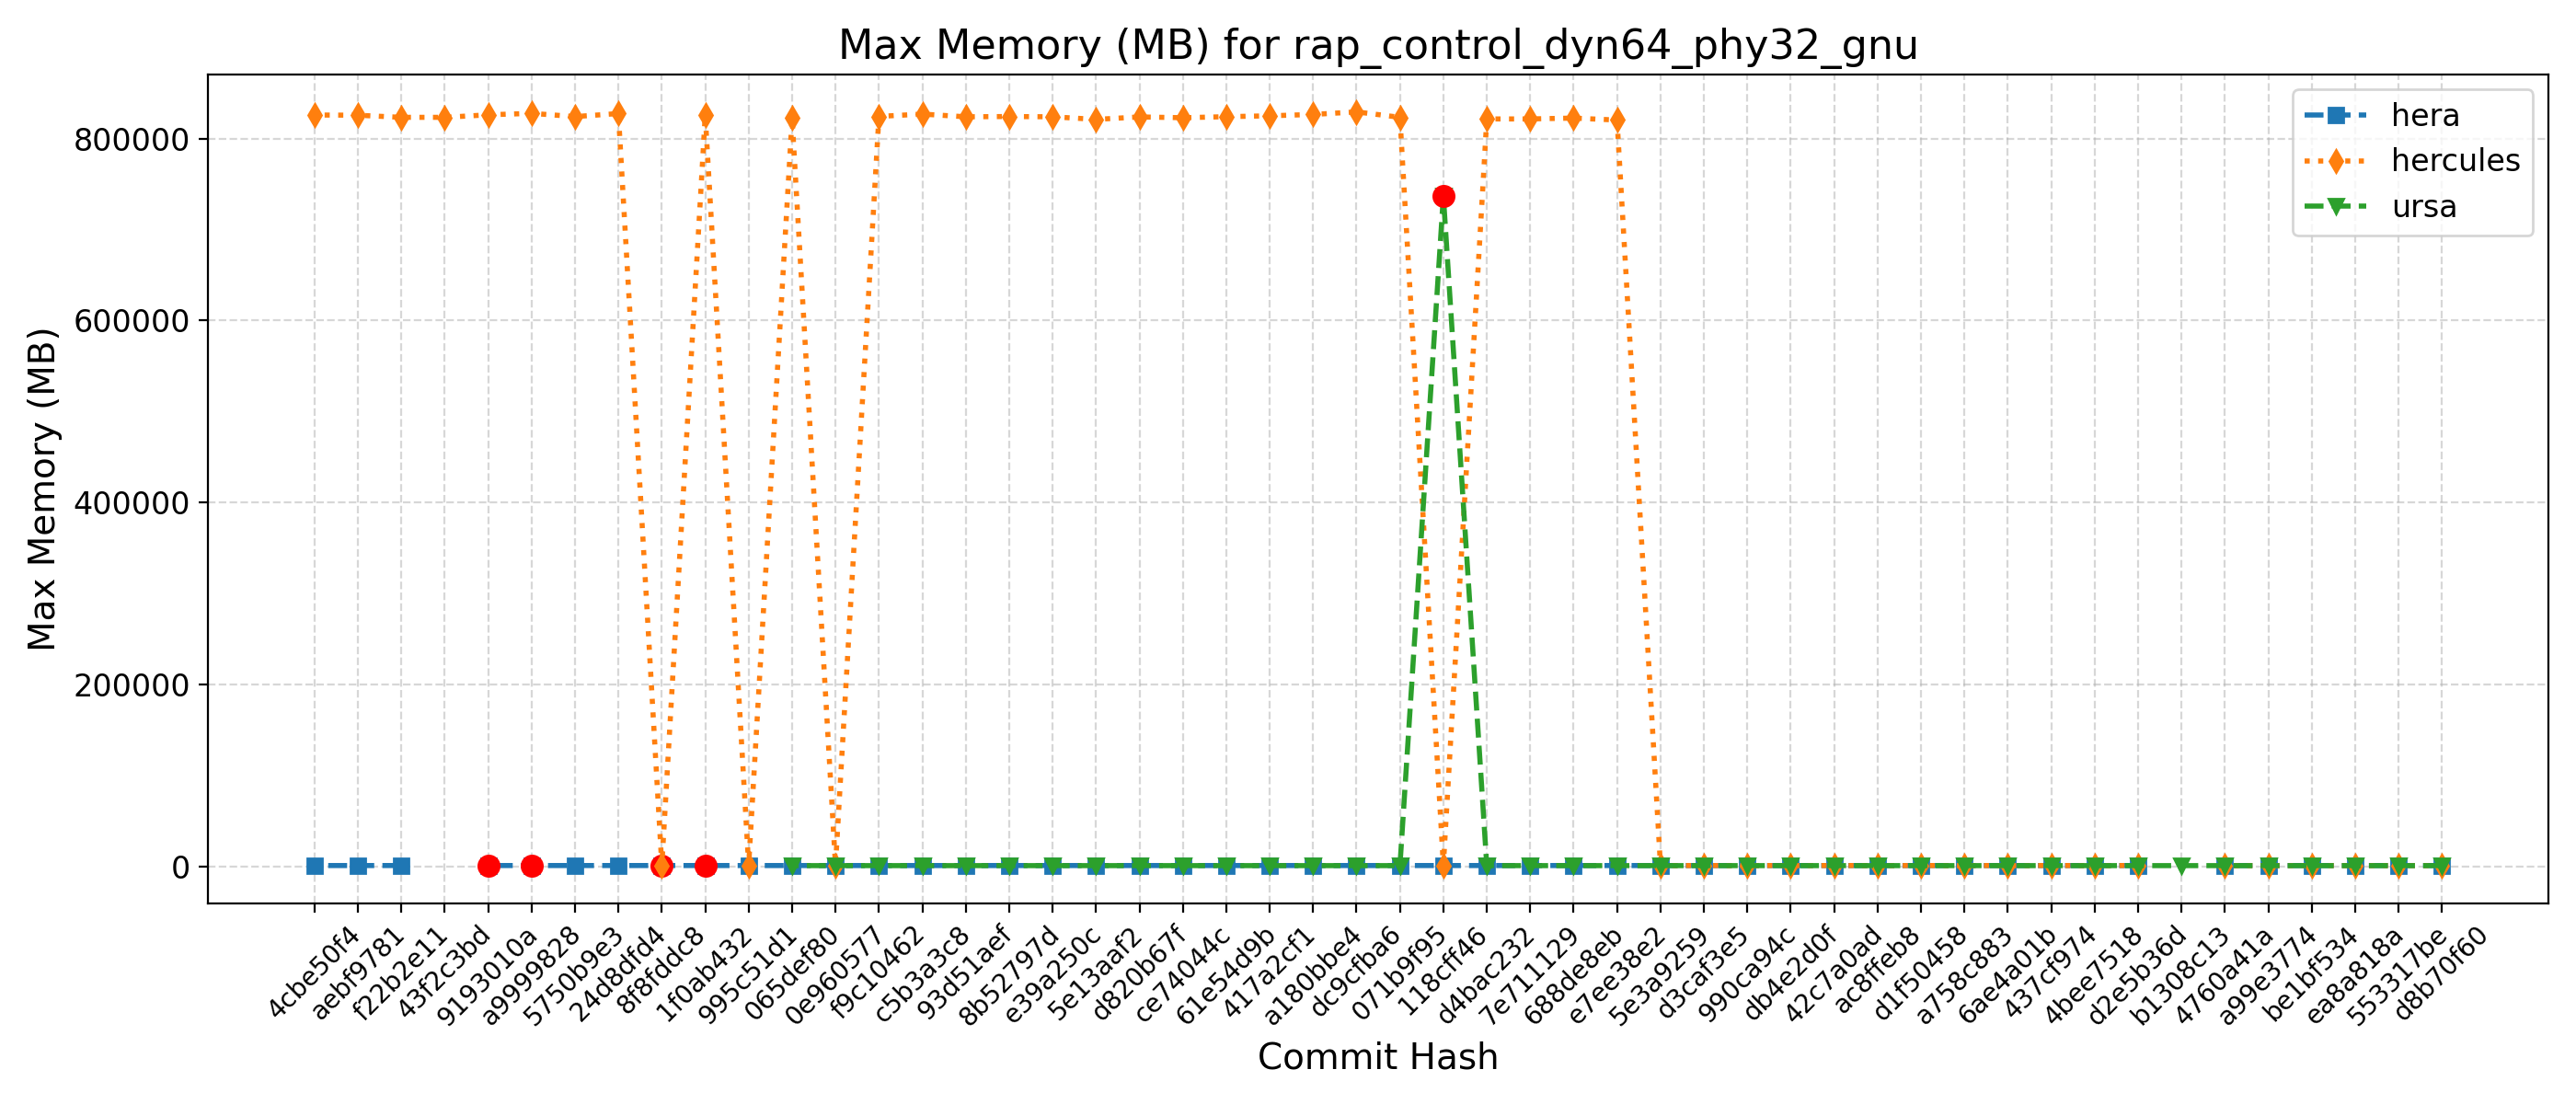 Max Memory (MB) for rap_control_dyn64_phy32_gnu
hera
hercules
ursa
Max Memory (MB)
800000
600000
400000
200000
0
4cbe50f4
aebf9781
f22b2e11
43f2c3bd
9193010a
a9999828
5750b9e3
24d8dfd4
8f8fddc8
1f0ab432
995c51d1
065def80
0e960577
f9c10462
c5b3a3c8
93d51aef
8b52797d
e39a250c
5e13aaf2
d820b67f
ce74044c
61e54d9b
417a2cf1
a180bbe4
dc9cfba6
071b9f95
118cff46
d4bac232
7e711129
688de8eb
e7ee38e2
5e3a9259
d3caf3e5
990ca94c
db4e2d0f
42c7a0ad
ac8ffeb8
d1f50458
a758c883
6ae4a01b
437cf974
4bee7518
d2e5b36d
b1308c13
4760a41a
a99e3774
be1bf534
ea8a818a
553317be
d8b70f60
Commit Hash